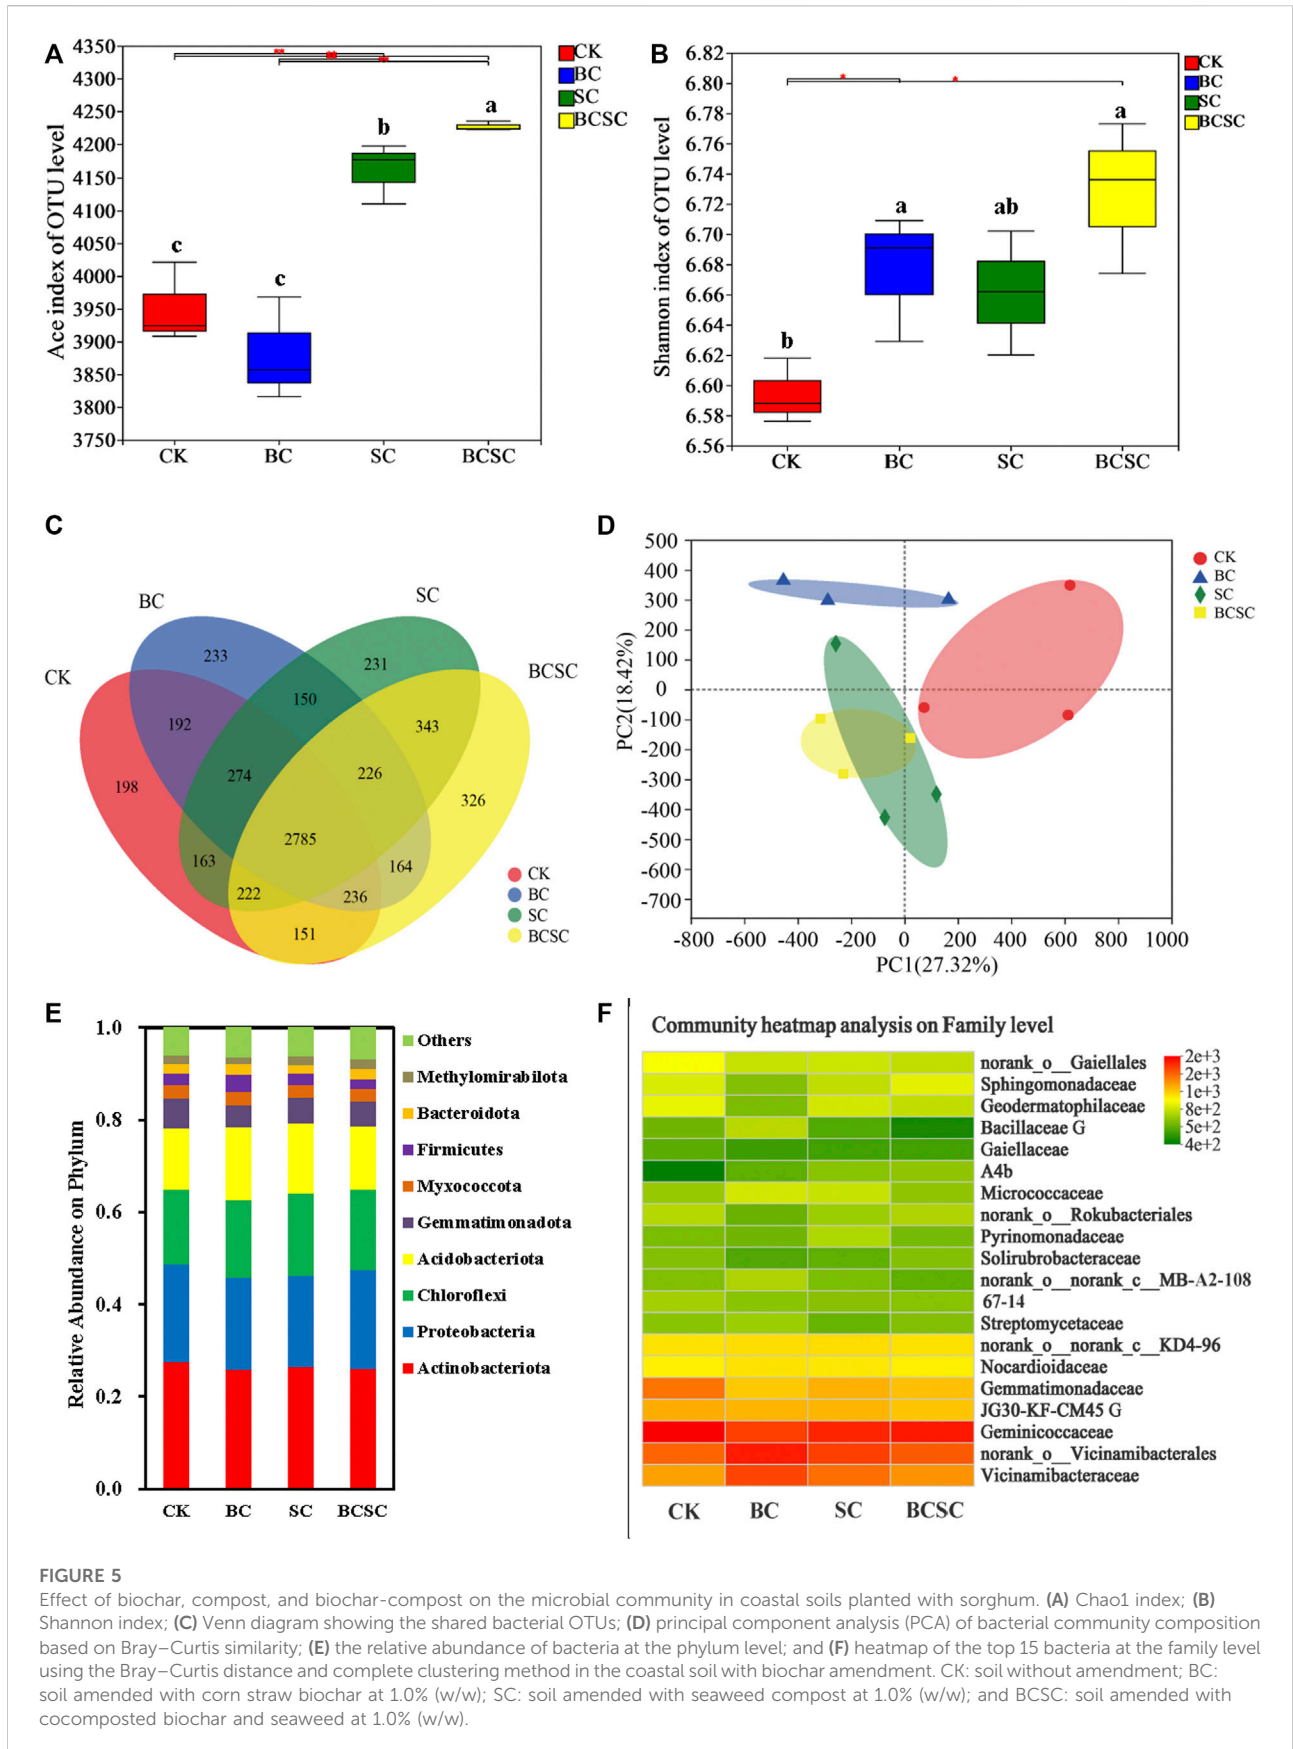 A
4350
4300
4250
4200
4150
4100
4050
4000
3950
3900
3850
3800
3750
Ace index of OTU level
**
**
**
c
c
b
a
CK
BC
SC
BCSC
CK
BC
SC
BCSC
B
6.82
6.80
6.78
6.76
6.74
6.72
6.70
6.68
6.66
6.64
6.62
6.60
6.58
6.56
Shannon index of OTU level
*
*
b
a
ab
a
CK
BC
SC
BCSC
CK
BC
SC
BCSC
C
BC
SC
CK
BCSC
233
231
150
192
343
274
226
198
326
2785
163
164
222
236
151
CK
BC
SC
BCSC
D
500
400
300
200
100
0
-100
-200
-300
-400
-500
-600
-700
PC2(18.42%)
-800
-600
-400
-200
0
200
400
600
800
1000
PC1(27.32%)
CK
BC
SC
BCSC
E
1.0
0.8
0.6
0.4
0.2
0.0
Relative Abundance on Phylum
CK
BC
SC
BCSC
Others
Methylomirabilota
Bacteroidota
Firmicutes
Myxococcota
Gemmatimonadota
Acidobacteriota
Chloroflexi
Proteobacteria
Actinobacteriota
F
Community heatmap analysis on Family level
norank_o__Gaiellales
Sphingomonadaceae
Geodermatophilaceae
Bacillaceae G
Gaiellaceae
A4b
Micrococcaceae
norank_o__Rokubacteriales
Pyrinomonadaceae
Solirubrobacteraceae
norank_o__norank_c__MB-A2-108
67-14
Streptomycetaceae
norank_o__norank_c__KD4-96
Nocardioidaceae
Gemmatimonadaceae
JG30-KF-CM45 G
Geminicoccaceae
norank_o__Vicinamibacterales
Vicinamibacteraceae
2e+3
2e+3
1e+3
8e+2
5e+2
4e+2
CK
BC
SC
BCSC
FIGURE 5
Effect of biochar, compost, and biochar-compost on the microbial community in coastal soils planted with sorghum. (A) Chao1 index; (B)
Shannon index; (C) Venn diagram showing the shared bacterial OTUs; (D) principal component analysis (PCA) of bacterial community composition
based on Bray–Curtis similarity; (E) the relative abundance of bacteria at the phylum level; and (F) heatmap of the top 15 bacteria at the family level
using the Bray–Curtis distance and complete clustering method in the coastal soil with biochar amendment. CK: soil without amendment; BC:
soil amended with corn straw biochar at 1.0% (w/w); SC: soil amended with seaweed compost at 1.0% (w/w); and BCSC: soil amended with
cocomposted biochar and seaweed at 1.0% (w/w).